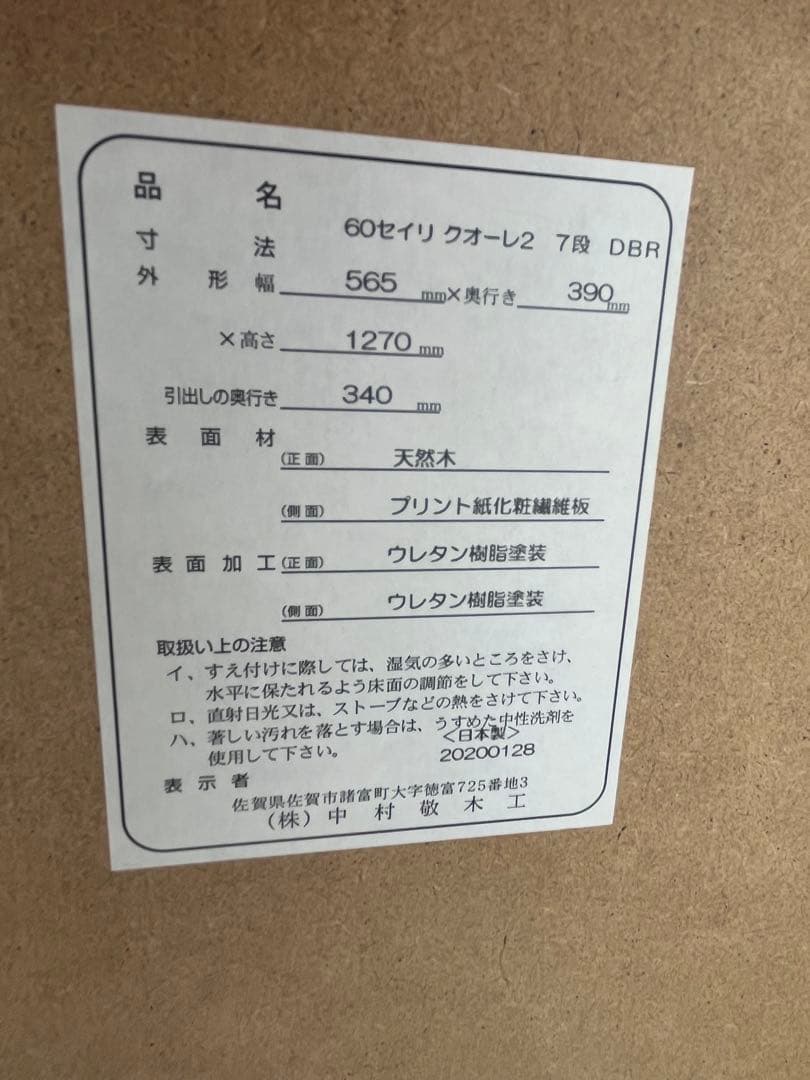 品名 60セイリ クオーレ2 7段 DBR
寸法
外形幅 565 mm×奥行き 390 mm
×高さ 1270 mm
引出しの奥行き 340 mm
表面材 (正面) 天然木
(側面) プリント紙化粧繊維板
表面加工 (正面) ウレタン樹脂塗装
(側面) ウレタン樹脂塗装
取扱い上の注意
イ、すえ付けに際しては、湿気の多いところをさけ、
水平に保たれるよう床面の調節をして下さい。
ロ、直射日光又は、ストーブなどの熱をさけて下さい。
ハ、著しい汚れを落とす場合は、うすめた中性洗剤を
使用して下さい。
<日本製>
20200128
表示者
佐賀県佐賀市諸富町大字徳富725番地3
(株)中村敬木工